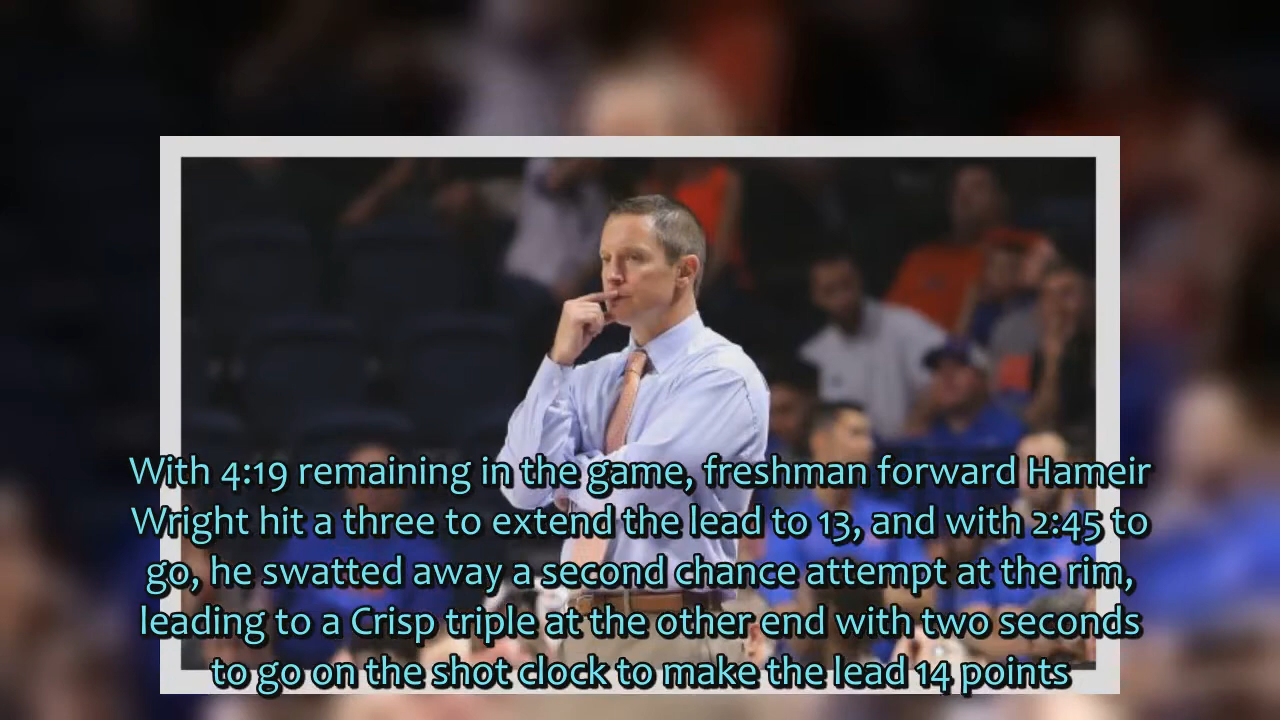 With 4:19 remaining in the game, freshman forward Hameir
Wright hit a three to extend the lead to 13, and with 2:45 to
go, he swatted away a second chance attempt at the rim,
leading to a Crisp triple at the other end with two seconds
to go on the shot clock to make the lead 14 points